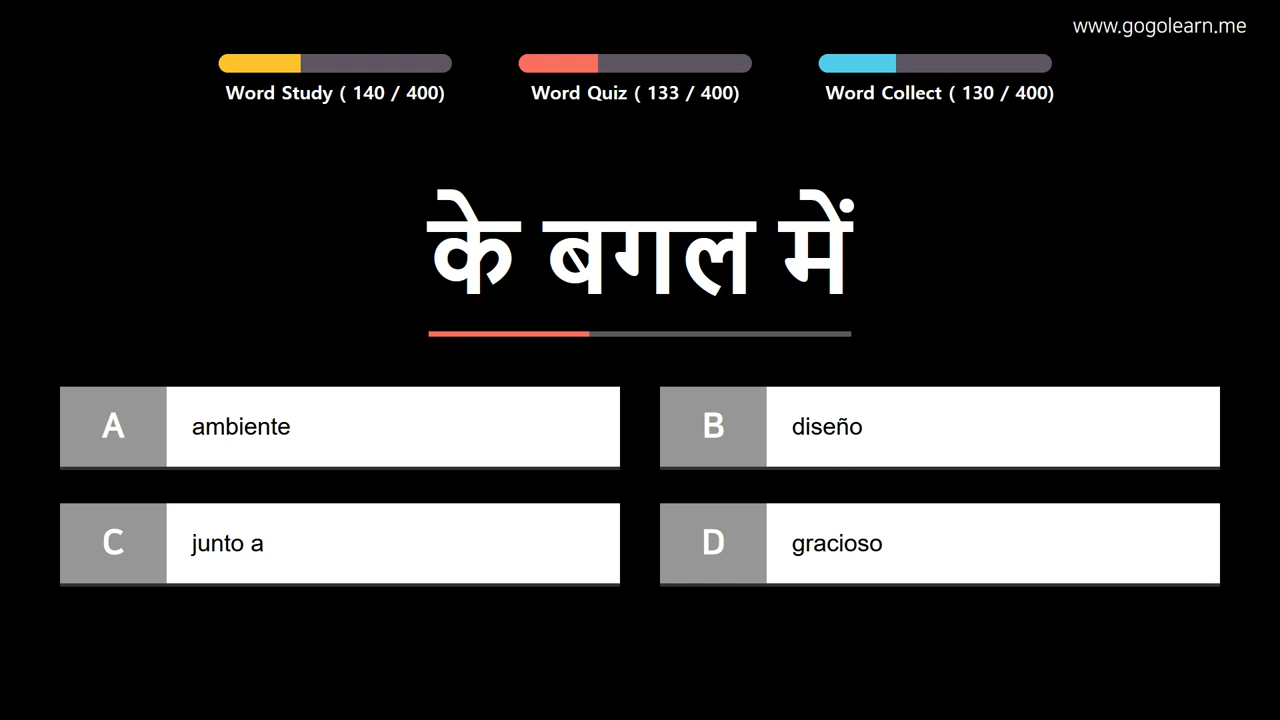 www.gogolearn.me
Word Study ( 140 / 400)
Word Quiz ( 133 / 400)
Word Collect ( 130 / 400)
के बगल में
A ambiente
B diseño
C junto a
D gracioso